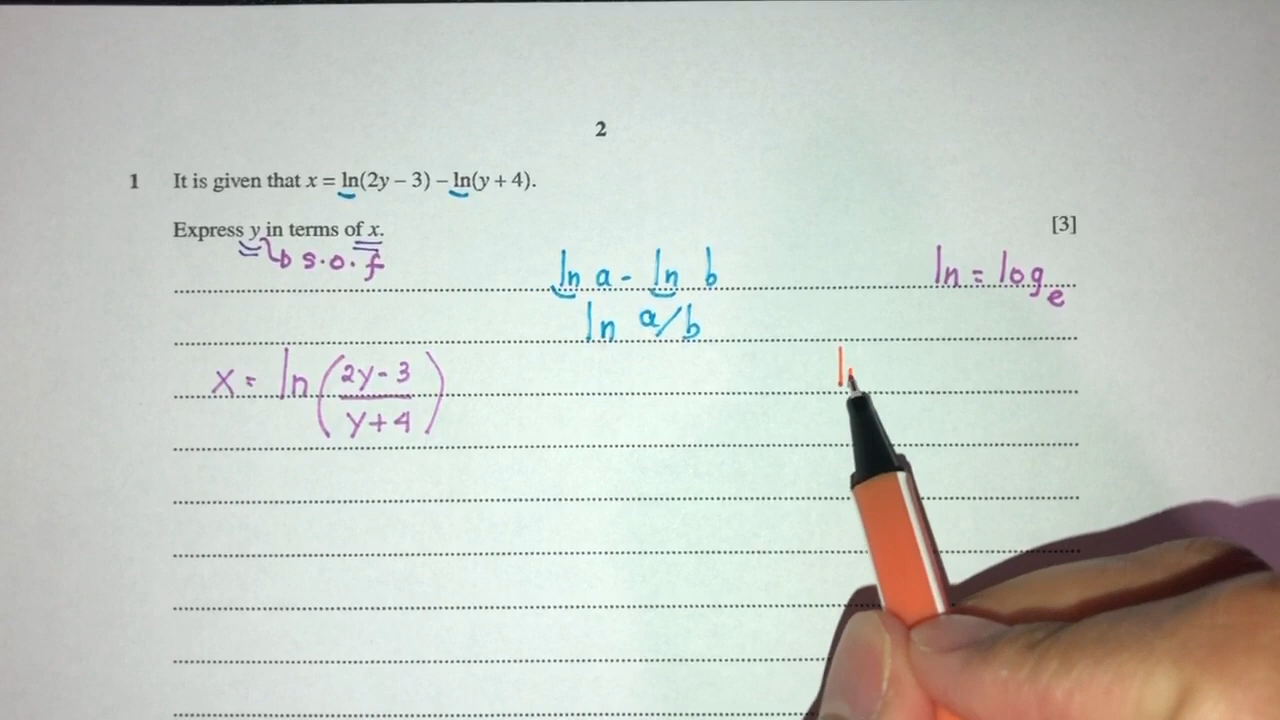 2
1 It is given that x = ln(2y – 3) – ln(y + 4).
Express y in terms of x. [3]
s.o.f
ln a - ln b
ln = log e
ln a/b
x = ln (2y-3 / y+4)